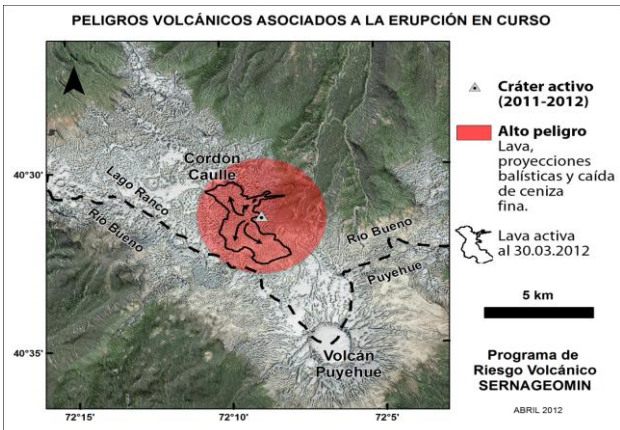 PELIGROS VOLCÁNICOS ASOCIADOS A LA ERUPCIÓN EN CURSO
Cráter activo
(2011-2012)
Alto peligro
Lava,
proyecciones
balísticas y caída
de ceniza
fina.
Lava activa
al 30.03.2012
5 km
Programa de
Riesgo Volcánico
SERNAGEOMIN
ABRIL 2012
Cordón
Caulle
Lago Ranco
Río Bueno
Río Bueno
Puyehue
Volcán
Puyehue
40°30'
40°35'
72°15'
72°10'
72°5'